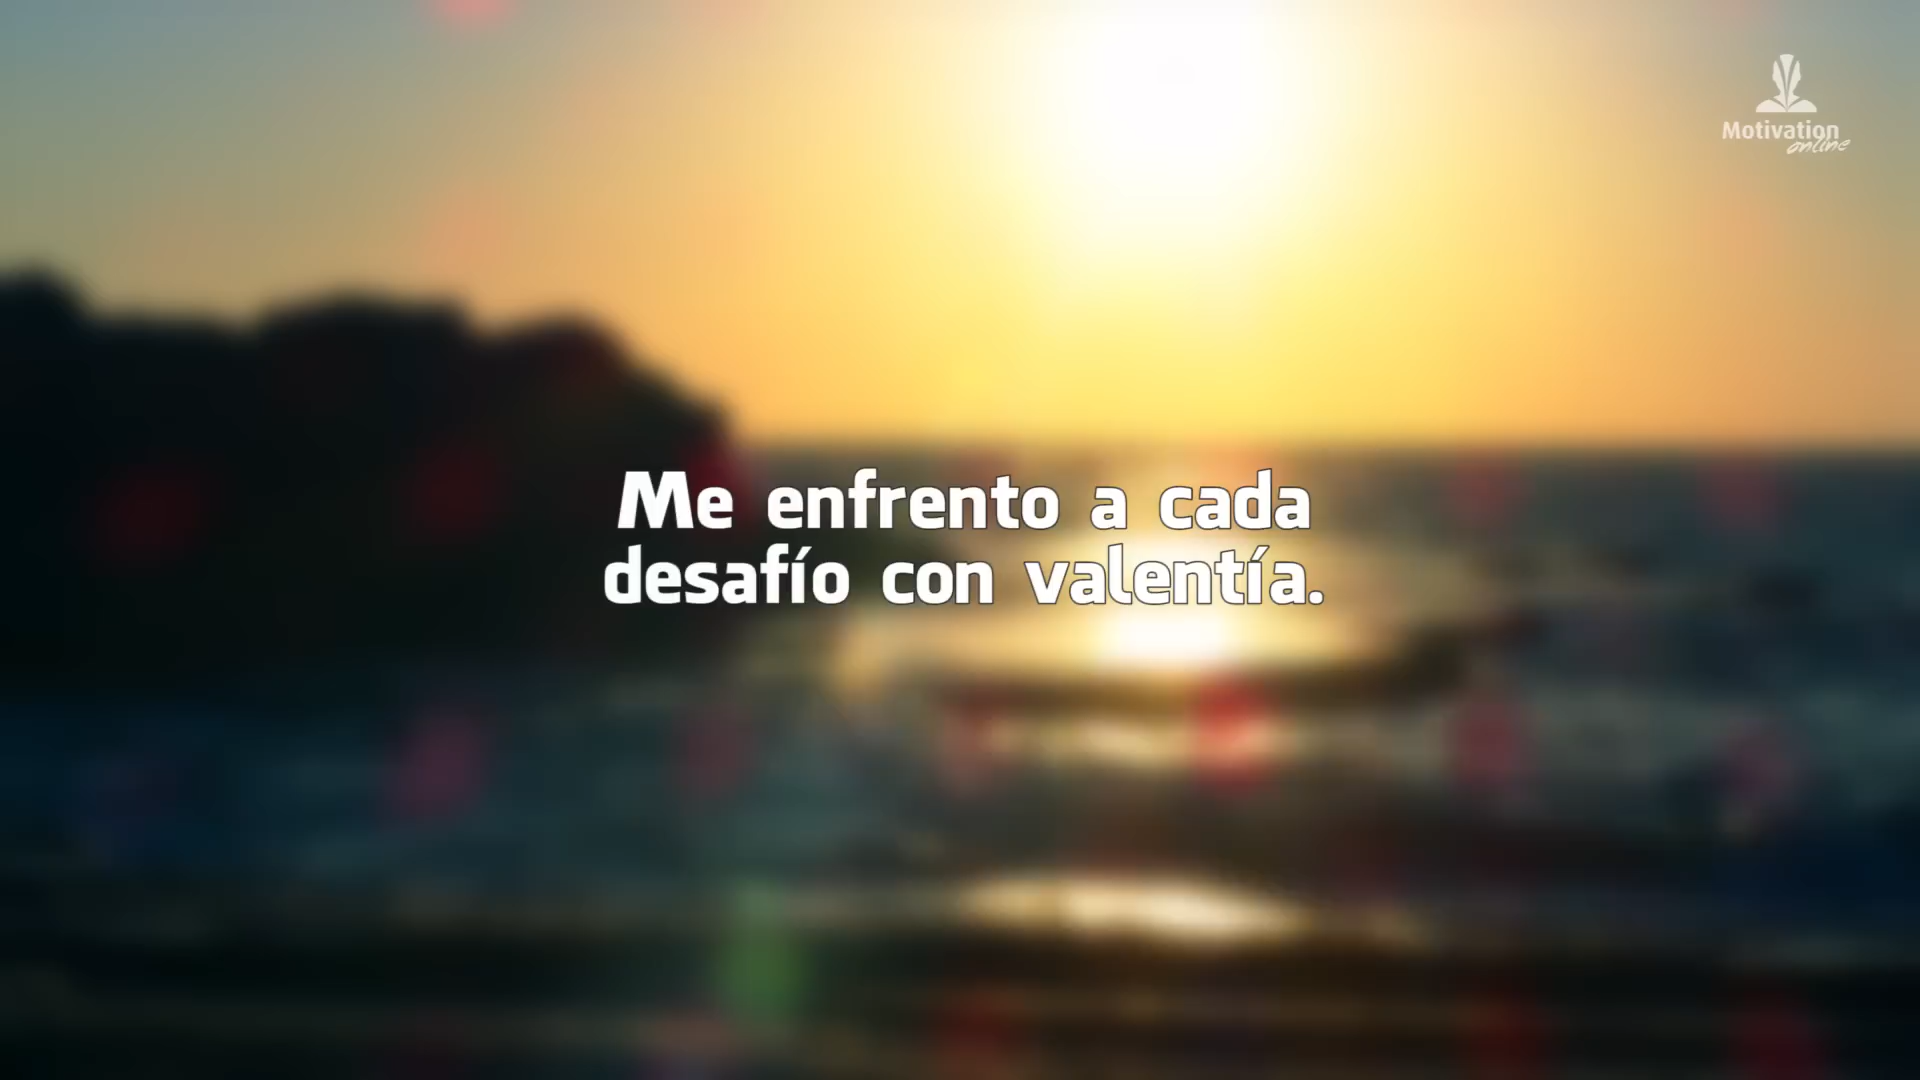 Motivation
online
Me enfrento a cada
desafío con valentía.